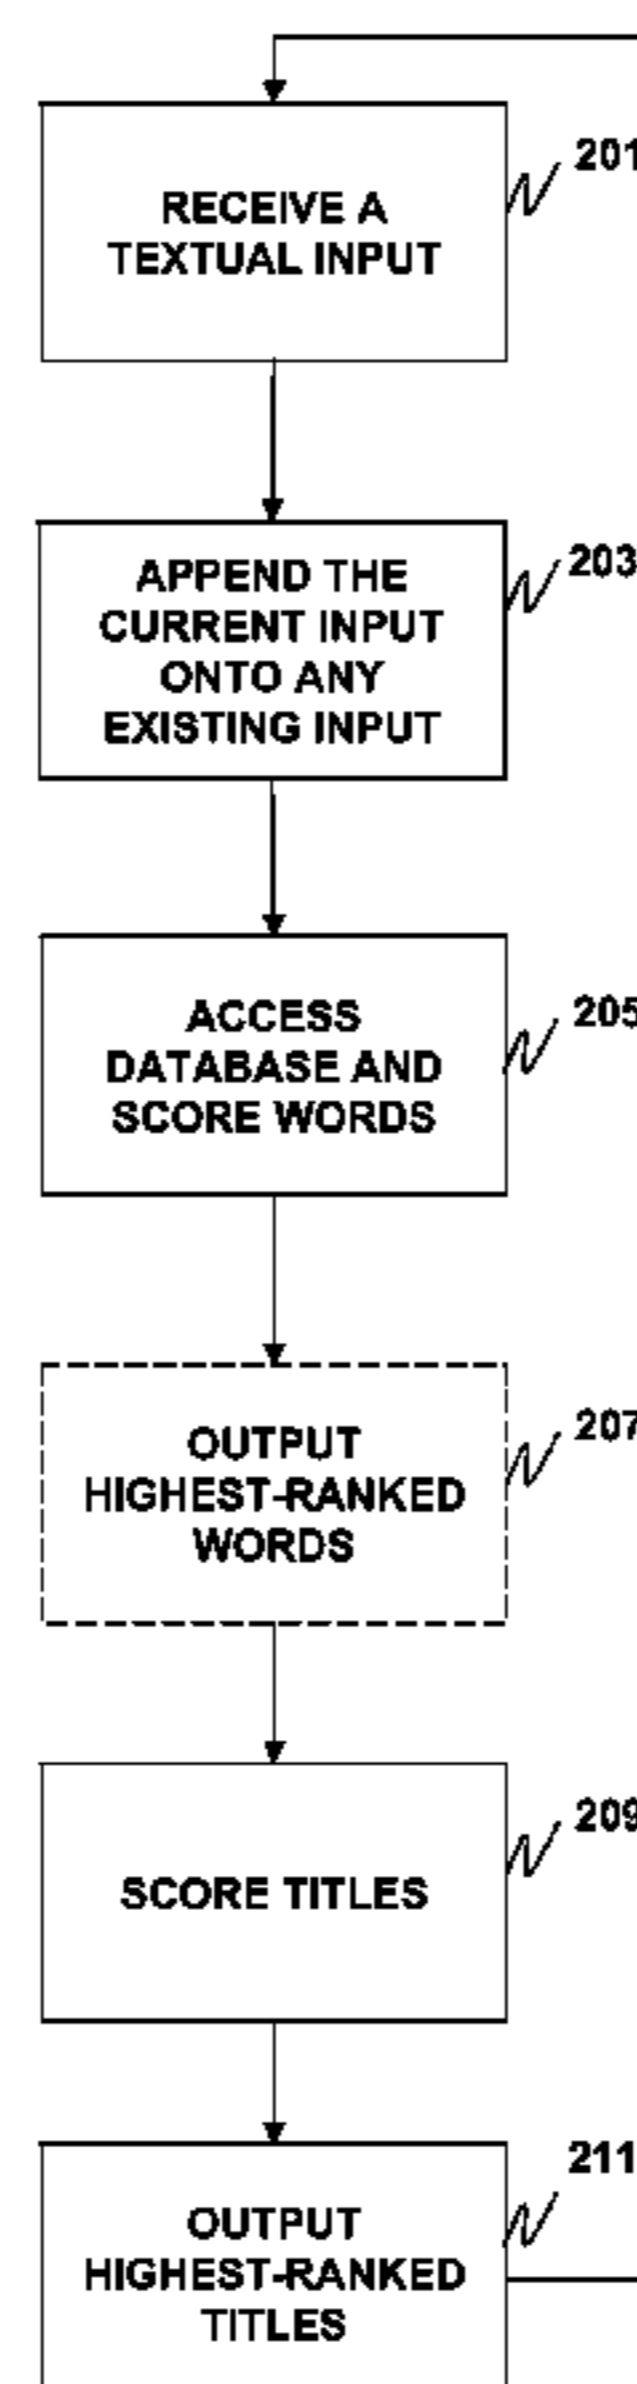 201
RECEIVE A
TEXTUAL INPUT
203
APPEND THE
CURRENT INPUT
ONTO ANY
EXISTING INPUT
205
ACCESS
DATABASE AND
SCORE WORDS
207
OUTPUT
HIGHEST-RANKED
WORDS
209
SCORE TITLES
211
OUTPUT
HIGHEST-RANKED
TITLES